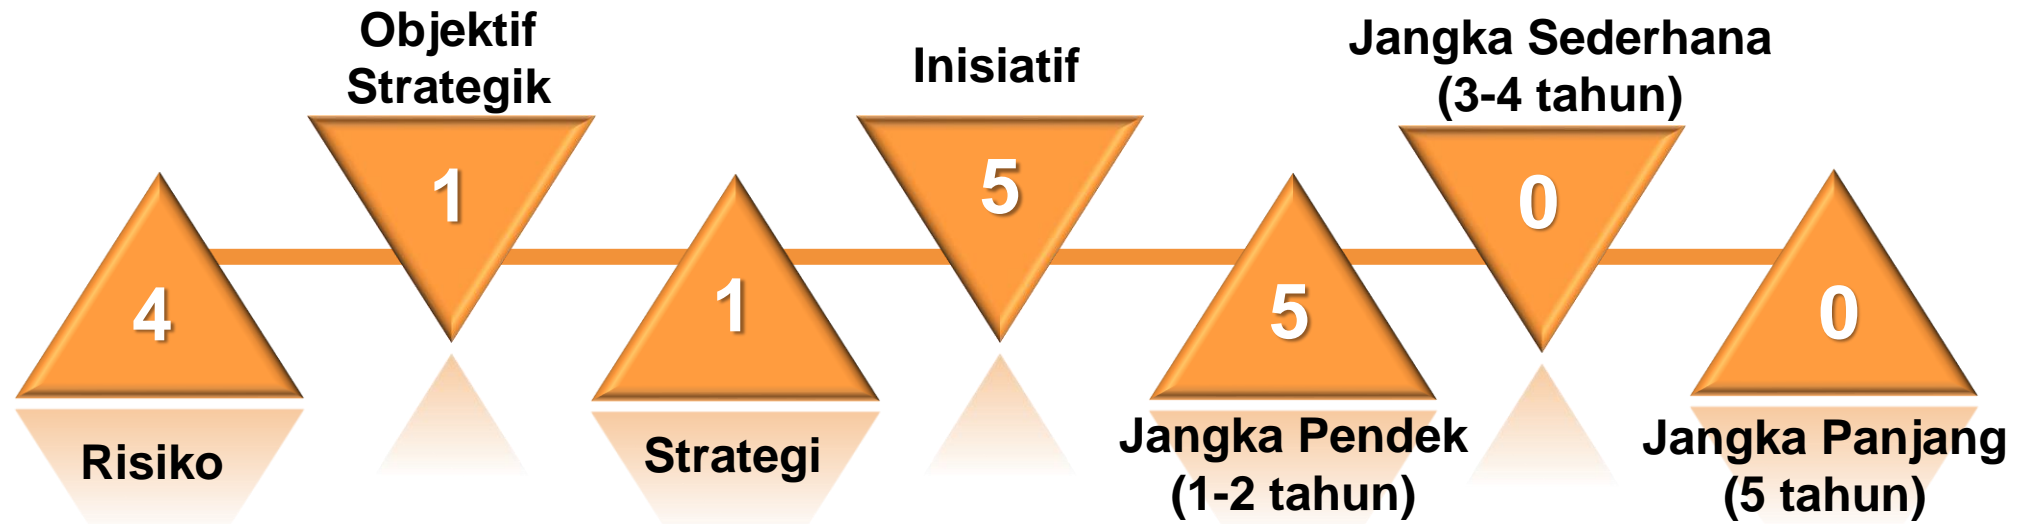 4
Risiko
Objektif
Strategik
1
1
Strategi
Inisiatif
5
5
Jangka Pendek
(1-2 tahun)
Jangka Sederhana
(3-4 tahun)
0
0
Jangka Panjang
(5 tahun)